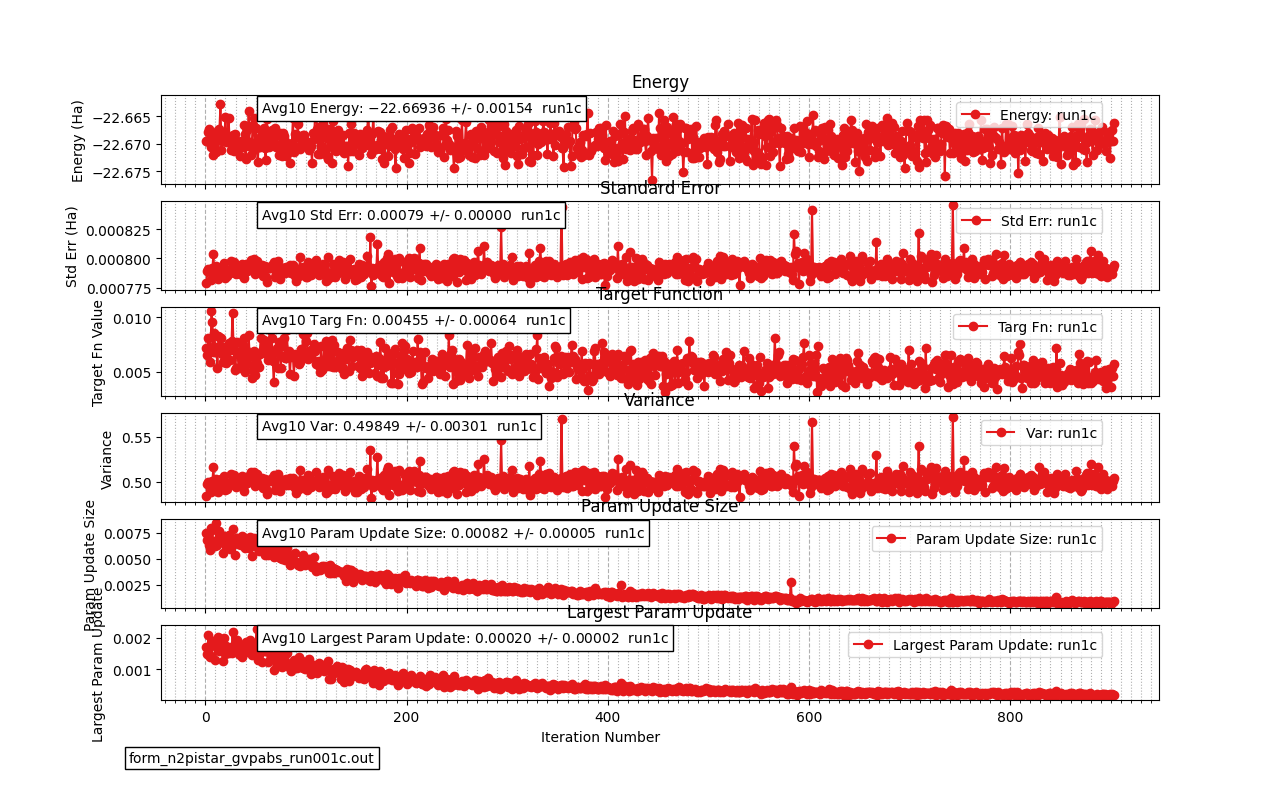 Energy
Energy (Ha)
−22.665
−22.670
−22.675
Avg10 Energy: −22.66936 +/- 0.00154 run1c
Energy: run1c
Standard Error
Std Err (Ha)
0.000825
0.000800
0.000775
Avg10 Std Err: 0.00079 +/- 0.00000 run1c
Std Err: run1c
Target Function
Target Fn Value
0.010
0.005
Avg10 Targ Fn: 0.00455 +/- 0.00064 run1c
Targ Fn: run1c
Variance
Variance
0.55
0.50
Avg10 Var: 0.49849 +/- 0.00301 run1c
Var: run1c
Param Update Size
Param Update Size
0.0075
0.0050
0.0025
Avg10 Param Update Size: 0.00082 +/- 0.00005 run1c
Param Update Size: run1c
Largest Param Update
Largest Param Update
0.002
0.001
Avg10 Largest Param Update: 0.00020 +/- 0.00002 run1c
Largest Param Update: run1c
0 200 400 600 800
Iteration Number
form_n2pistar_gvpabs_run001c.out